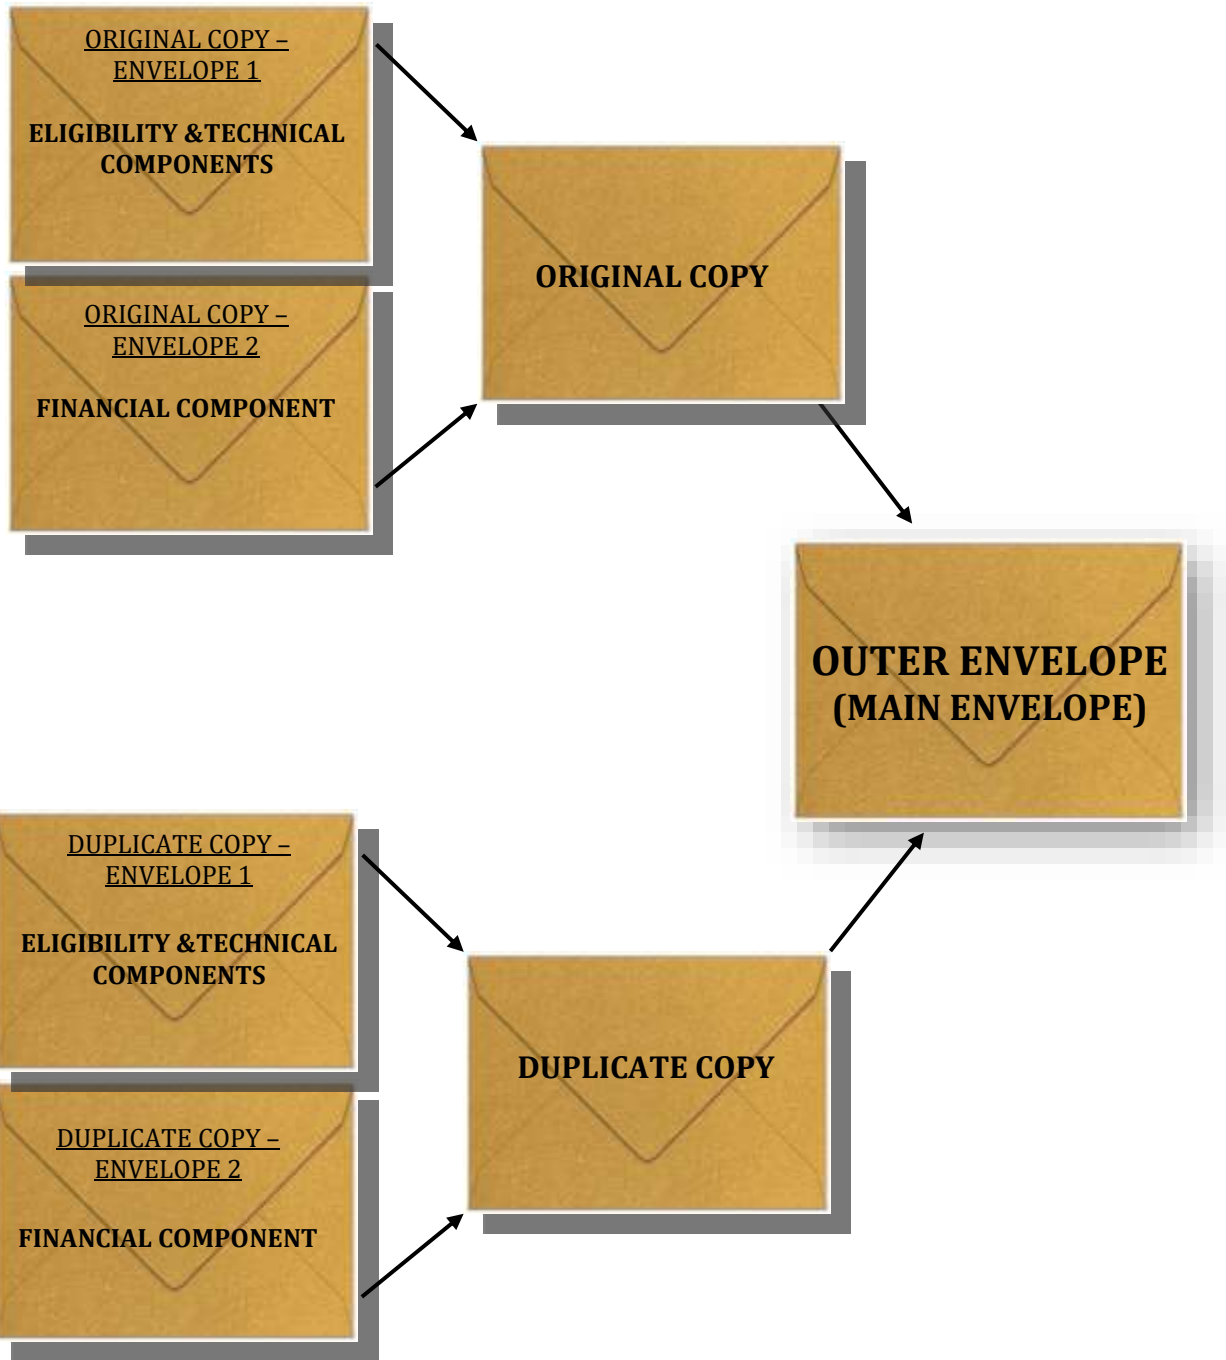 ORIGINAL COPY –
ENVELOPE 1
ELIGIBILITY &TECHNICAL
COMPONENTS
ORIGINAL COPY –
ENVELOPE 2
FINANCIAL COMPONENT
ORIGINAL COPY
OUTER ENVELOPE
(MAIN ENVELOPE)
DUPLICATE COPY –
ENVELOPE 1
ELIGIBILITY &TECHNICAL
COMPONENTS
DUPLICATE COPY –
ENVELOPE 2
FINANCIAL COMPONENT
DUPLICATE COPY